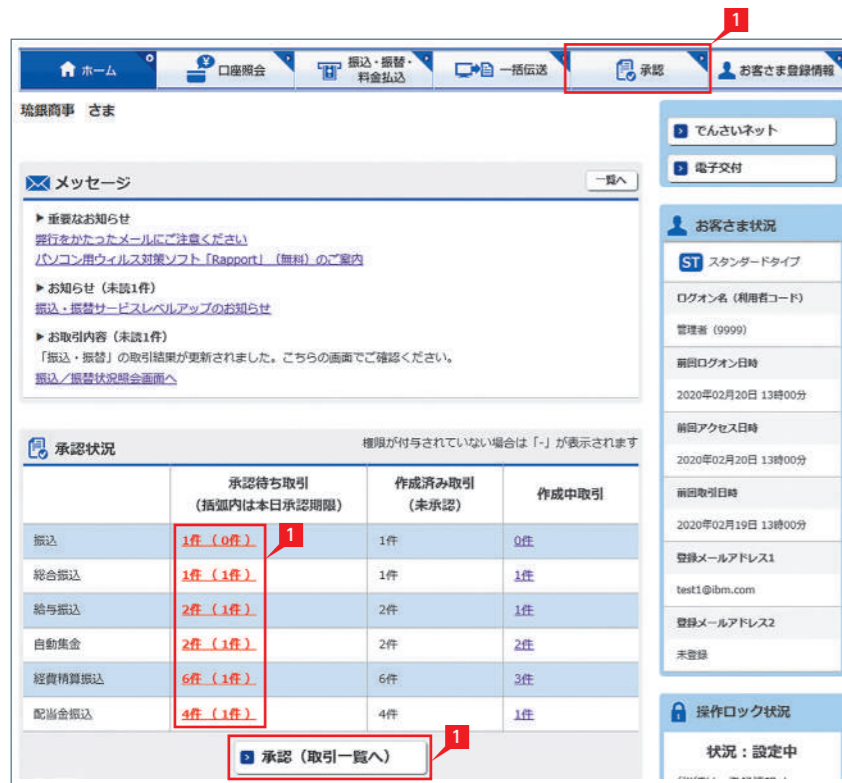 1
ホーム
口座照会
振込・振替・
料金払込
一括伝送
承認
お客さま登録情報
琉銀商事　さま
メッセージ
一覧へ
▶ 重要なお知らせ
弊行をかたったメールにご注意ください
パソコン用ウィルス対策ソフト「Rapport」（無料）のご案内
▶ お知らせ（未読1件）
振込・振替サービスレベルアップのお知らせ
▶ お取引内容（未読1件）
「振込・振替」の取引結果が更新されました。こちらの画面でご確認ください。
振込／振替状況照会画面へ
承認状況
権限が付与されていない場合は「-」が表示されます
承認待ち取引
（括弧内は本日承認期限）
作成済み取引
（未承認）
作成中取引
振込 1件（0件） 1件 0件
1
総合振込 1件（1件） 1件 1件
給与振込 2件（1件） 2件 1件
自動集金 2件（1件） 2件 2件
経費精算振込 6件（1件） 6件 3件
配当金振込 4件（1件） 4件 1件
承認（取引一覧へ）
1
でんさいネット
電子交付
お客さま状況
ST スタンダードタイプ
ログオン名（利用者コード）
管理者（9999）
前回ログオン日時
2020年02月20日 13時00分
前回アクセス日時
2020年02月20日 13時00分
前回取引日時
2020年02月19日 13時00分
登録メールアドレス1
test1@ibm.com
登録メールアドレス2
未登録
操作ロック状況
状況：設定中